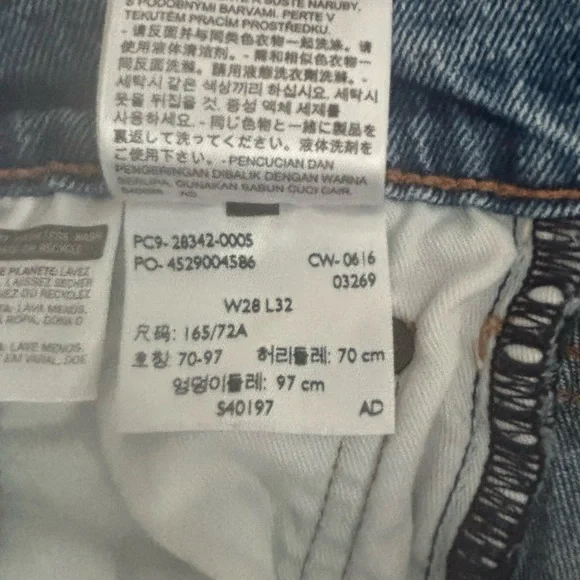 S PODOBNÝMI BARVAMI. PERTE V
TEKUTÉM PRACÍM PROSTŘEDKU.
- 请反面并与同类色衣物一起洗涤。请
使用液体清洁剂。- 需和相似色衣物一
同反面洗滌。請用液態洗衣劑洗滌。-
세탁시 같은 색상끼리 하십시오. 세탁시
옷을 뒤집을 것. 중성 액체 세제를
사용하세요. - 同じ色物と一緒に製品を
裏返して洗ってください。液体洗剤を
ご使用下さい。- PENCUCIAN DAN
PENGERINGAN DIBALIK DENGAN WARNA
SERUPA. GUNAKAN SABUN CUCI CAIR.
AD
PLANETE: LAVEZ
PC9-28342-0005
PO-4529004586 CW-0616
03269
W28 L32
尺码: 165/72A
호칭: 70-97 허리둘레: 70 cm
엉덩이둘레: 97 cm
S40197 AD